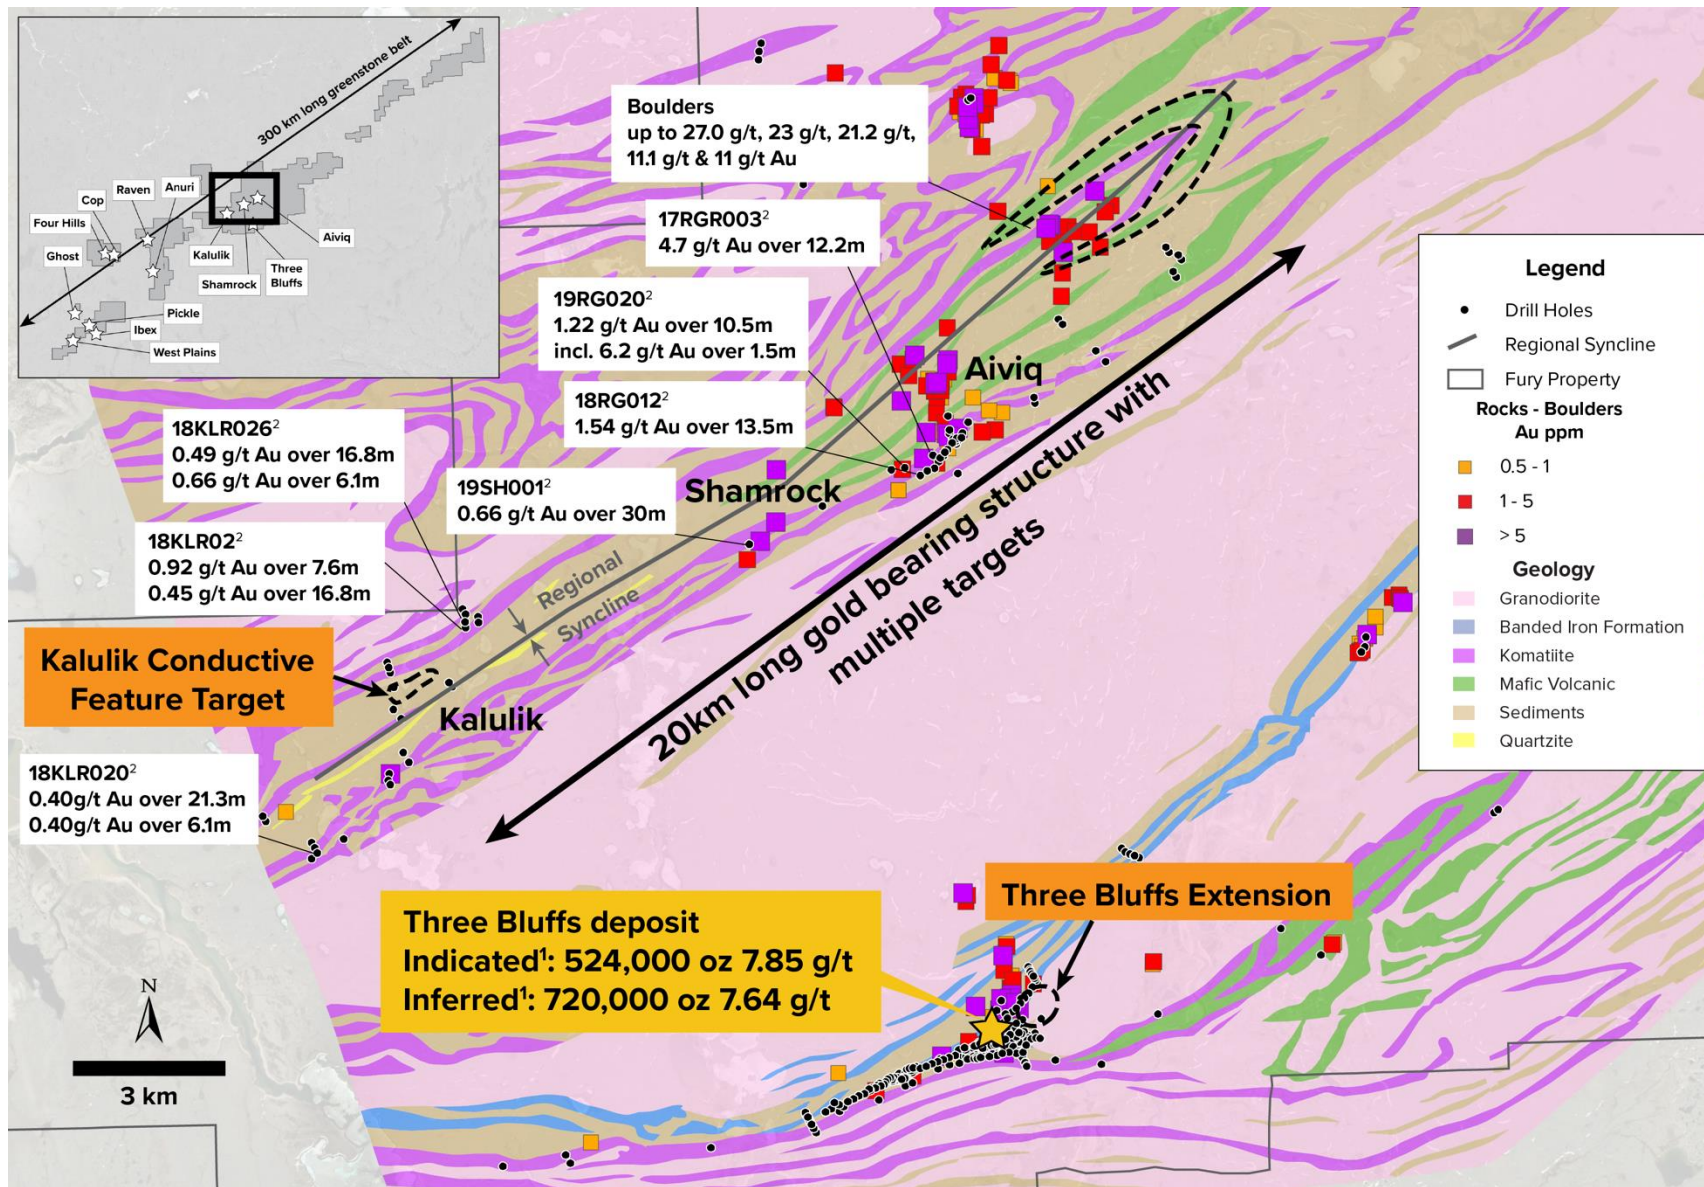 300 km long greenstone belt
Cop
Raven
Anuri
Four Hills
Ghost
Kalulik
Shamrock
Three
Bluffs
Aiviq
Pickle
Ibex
West Plains
Boulders
up to 27.0 g/t, 23 g/t, 21.2 g/t,
11.1 g/t & 11 g/t Au
17RGR003²
4.7 g/t Au over 12.2m
19RG020²
1.22 g/t Au over 10.5m
incl. 6.2 g/t Au over 1.5m
18RG012²
1.54 g/t Au over 13.5m
18KLR026²
0.49 g/t Au over 16.8m
0.66 g/t Au over 6.1m
19SH001²
0.66 g/t Au over 30m
18KLR02²
0.92 g/t Au over 7.6m
0.45 g/t Au over 16.8m
Aiviq
Shamrock
Regional
Syncline
Kalulik Conductive
Feature Target
Kalulik
20km long gold bearing structure with
multiple targets
18KLR020²
0.40g/t Au over 21.3m
0.40g/t Au over 6.1m
Three Bluffs deposit
Indicated¹: 524,000 oz 7.85 g/t
Inferred¹: 720,000 oz 7.64 g/t
Three Bluffs Extension
N
3 km
Legend
Drill Holes
Regional Syncline
Fury Property
Rocks - Boulders
Au ppm
0.5 - 1
1 - 5
> 5
Geology
Granodiorite
Banded Iron Formation
Komatiite
Mafic Volcanic
Sediments
Quartzite